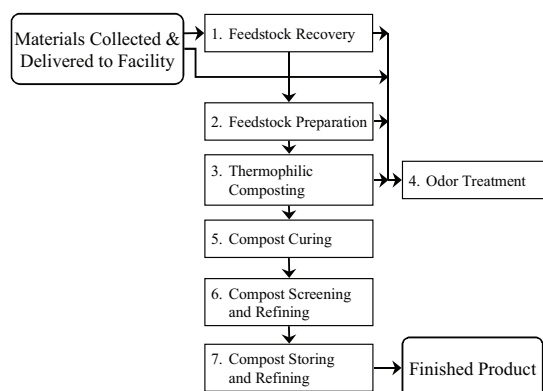 Materials Collected &
Delivered to Facility
1. Feedstock Recovery
2. Feedstock Preparation
3. Thermophilic
Composting
4. Odor Treatment
5. Compost Curing
6. Compost Screening
and Refining
7. Compost Storing
and Refining
Finished Product